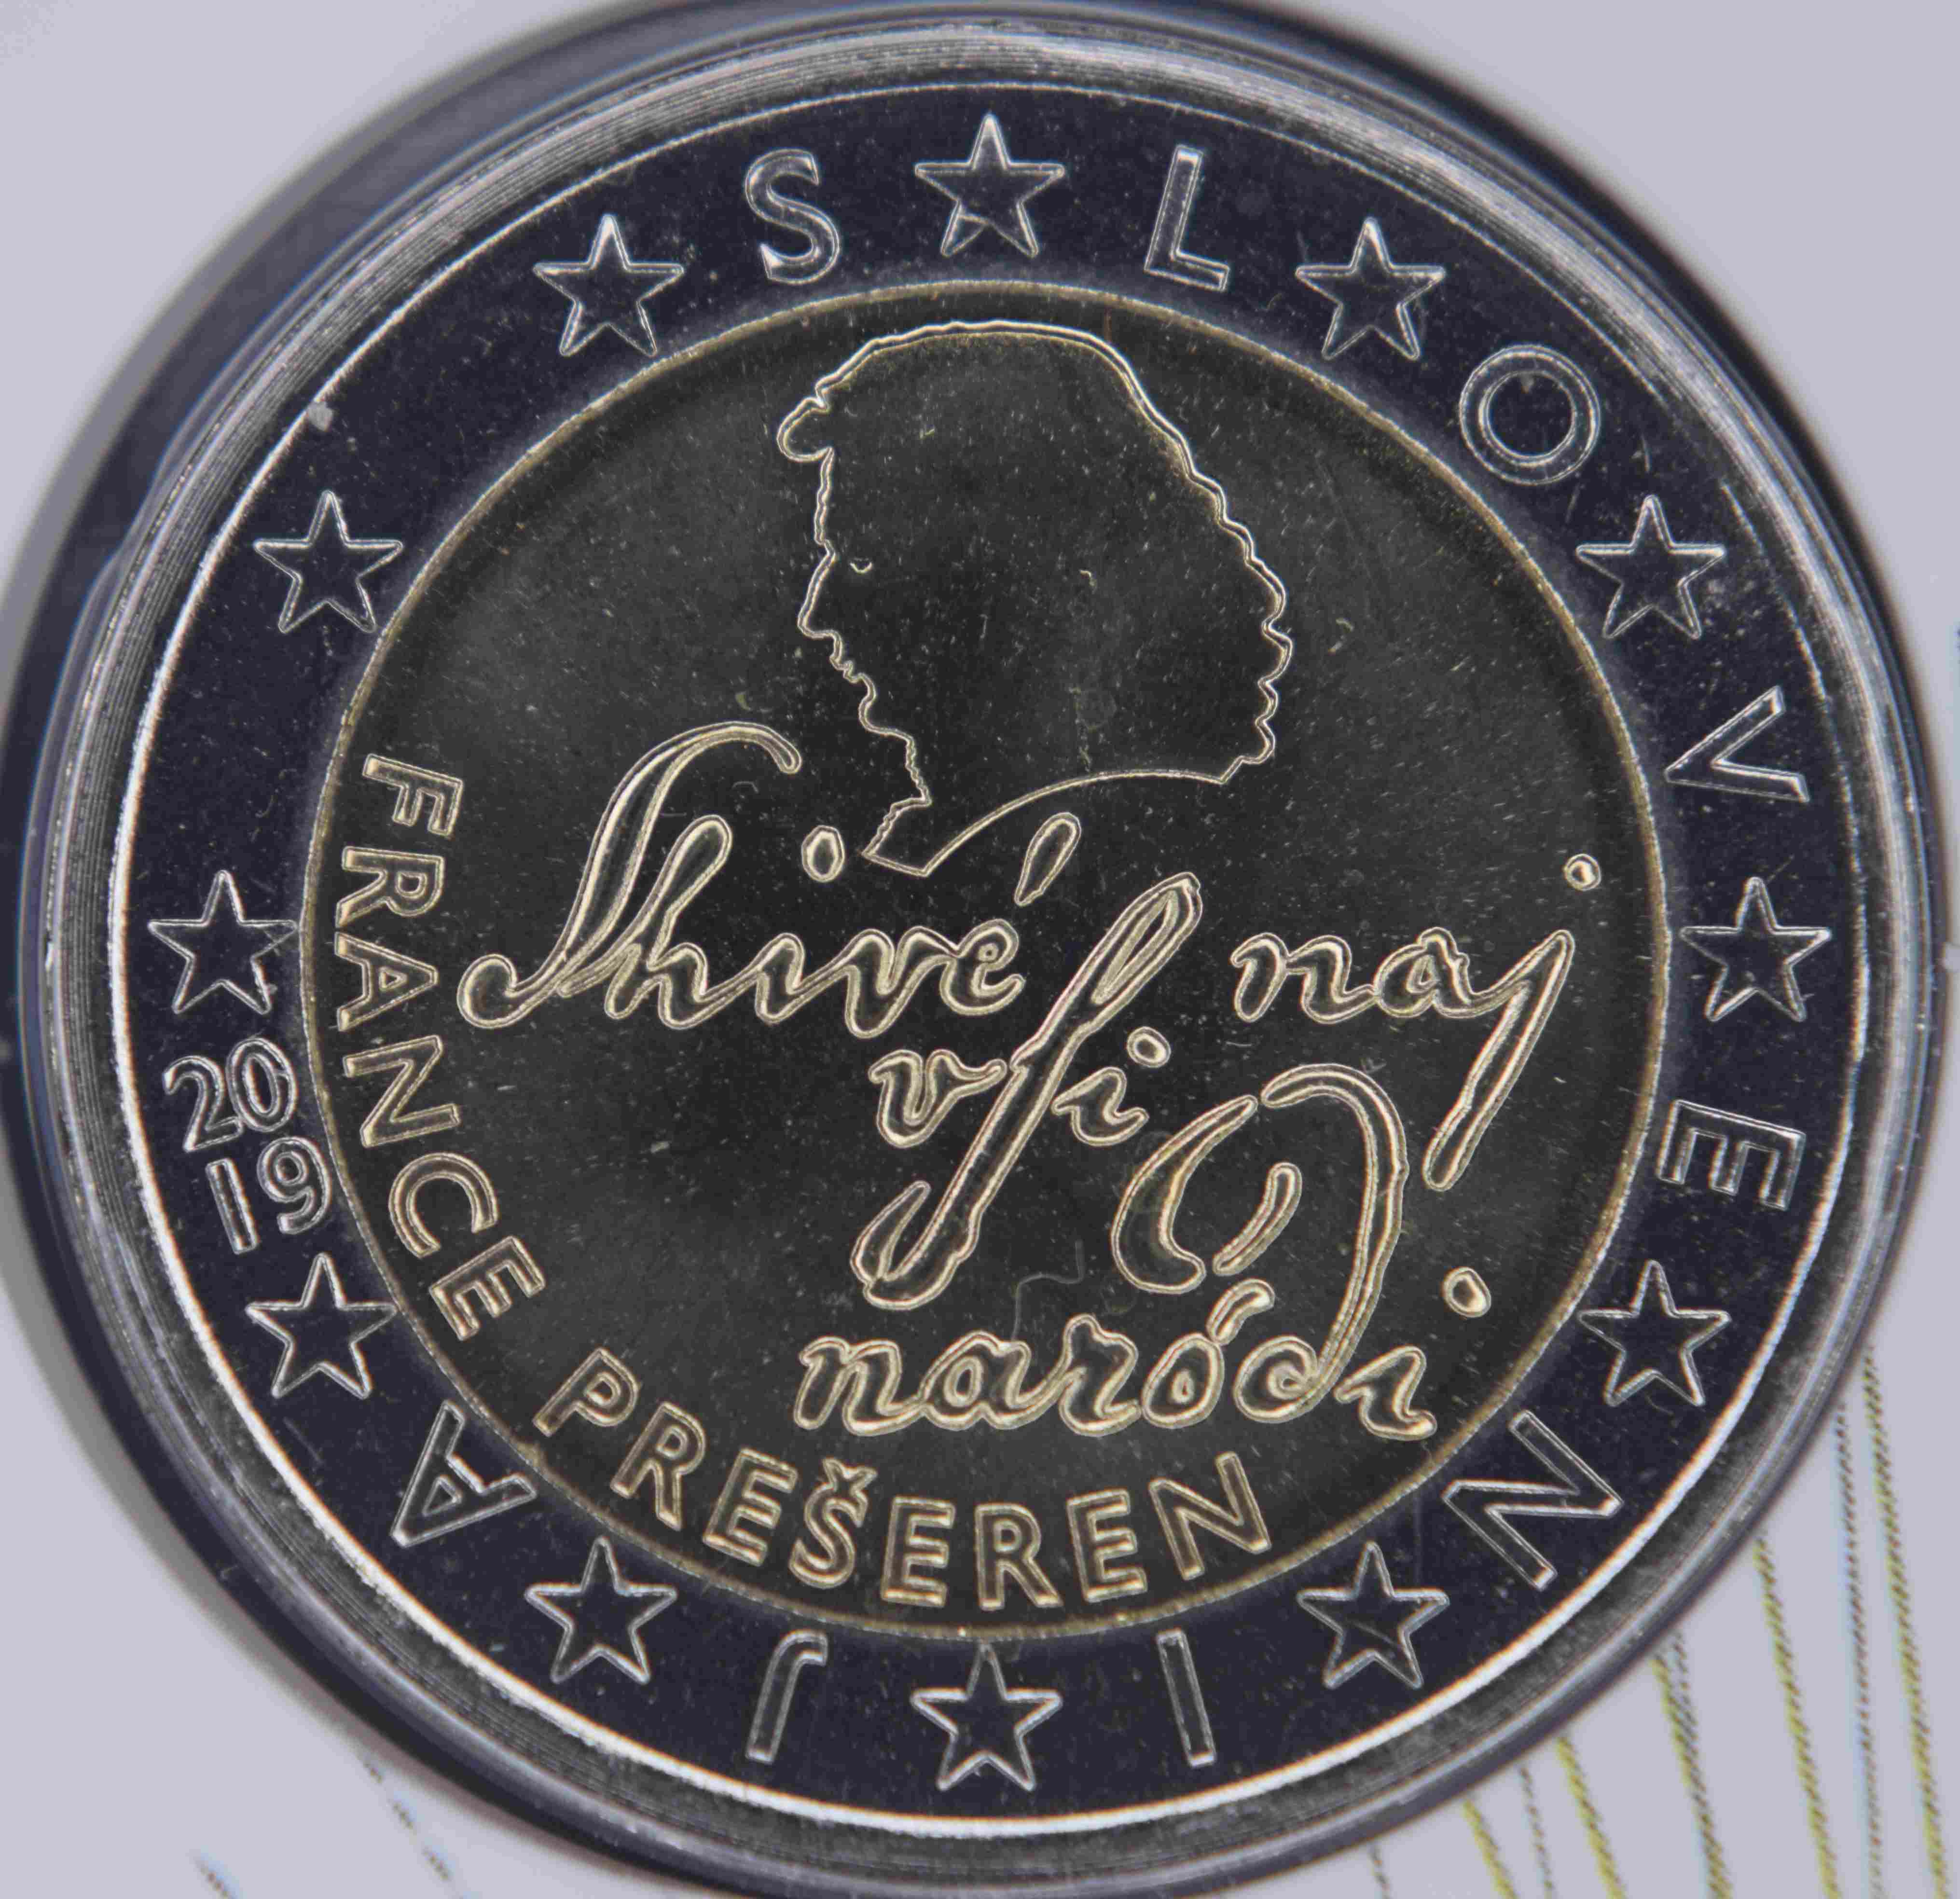 SLOVENIJA
2019
FRANCE PREŠEREN
Shivé naj
vſi
naródi